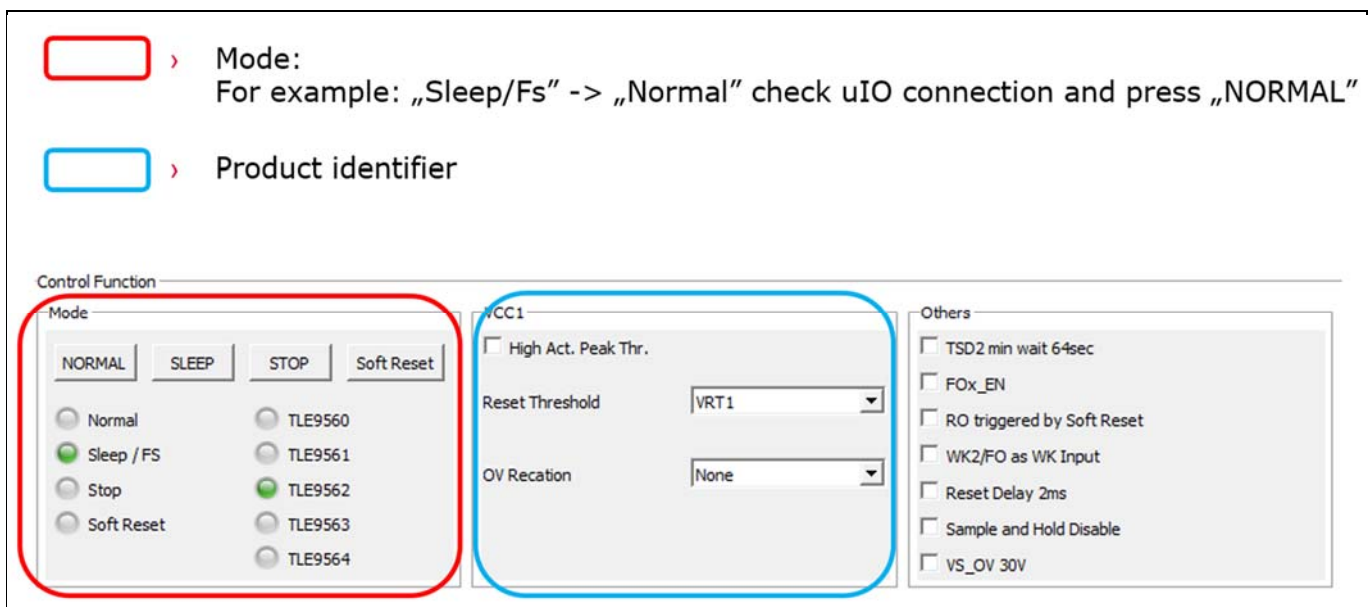 › Mode:
For example: „Sleep/Fs” -> „Normal” check uIO connection and press „NORMAL”
› Product identifier
Control Function
Mode
NORMAL SLEEP STOP Soft Reset
Normal TLE9560
Sleep / FS TLE9561
Stop TLE9562
Soft Reset TLE9563
TLE9564
VCC1
High Act. Peak Thr.
Reset Threshold VRT1
OV Recation None
Others
TSD2 min wait 64sec
FOx_EN
RO triggered by Soft Reset
WK2/FO as WK Input
Reset Delay 2ms
Sample and Hold Disable
VS_OV 30V